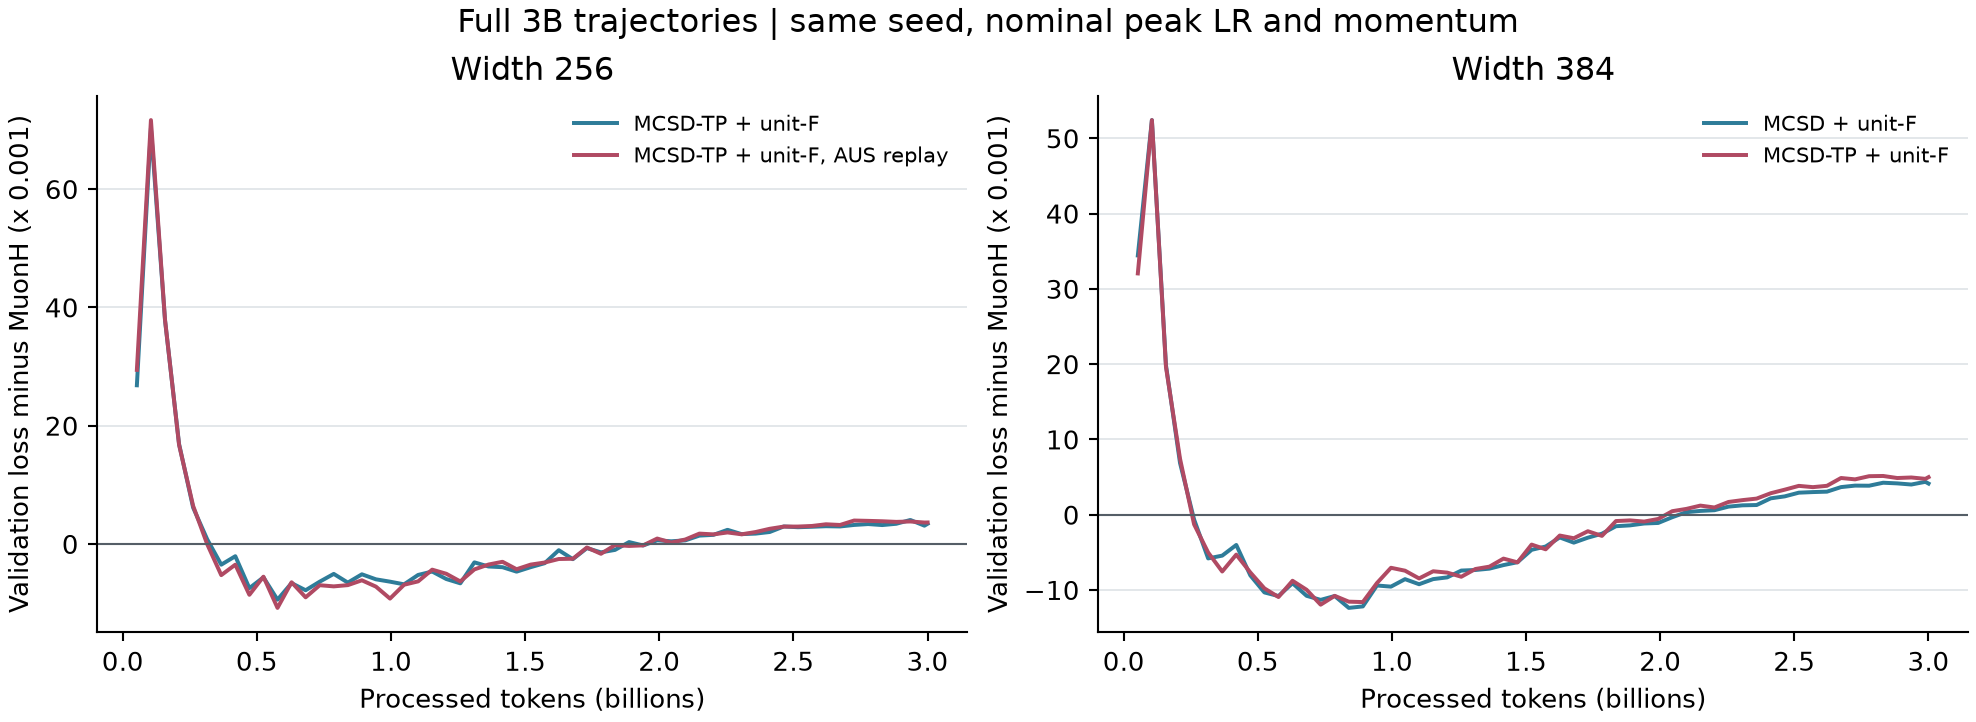 Full 3B trajectories | same seed, nominal peak LR and momentum
Width 256
Validation loss minus MuonH (x 0.001)
60
40
20
0
MCSD-TP + unit-F
MCSD-TP + unit-F, AUS replay
0.0 0.5 1.0 1.5 2.0 2.5 3.0
Processed tokens (billions)
Width 384
Validation loss minus MuonH (x 0.001)
50
40
30
20
10
0
−10
MCSD + unit-F
MCSD-TP + unit-F
0.0 0.5 1.0 1.5 2.0 2.5 3.0
Processed tokens (billions)